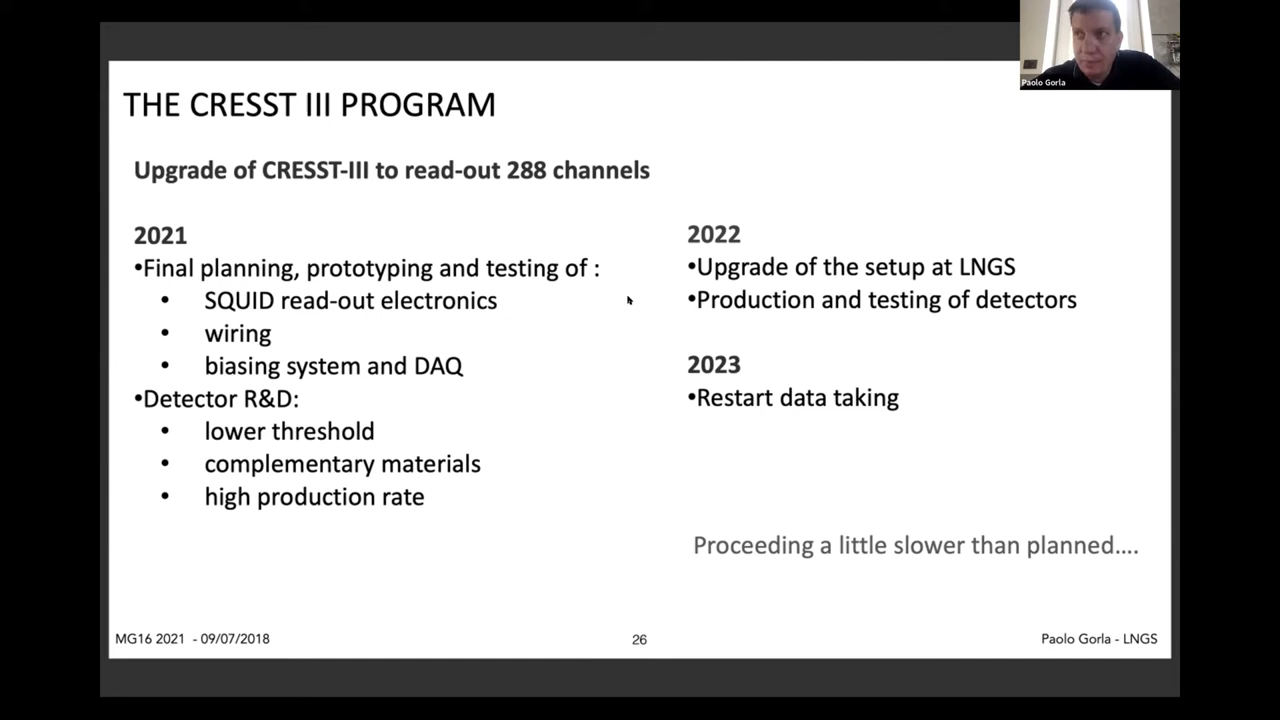 Paolo Gorla
THE CRESST III PROGRAM
Upgrade of CRESST-III to read-out 288 channels
2021
•Final planning, prototyping and testing of :
• SQUID read-out electronics
• wiring
• biasing system and DAQ
•Detector R&D:
• lower threshold
• complementary materials
• high production rate
2022
•Upgrade of the setup at LNGS
•Production and testing of detectors
2023
•Restart data taking
Proceeding a little slower than planned....
MG16 2021 - 09/07/2018
26
Paolo Gorla - LNGS